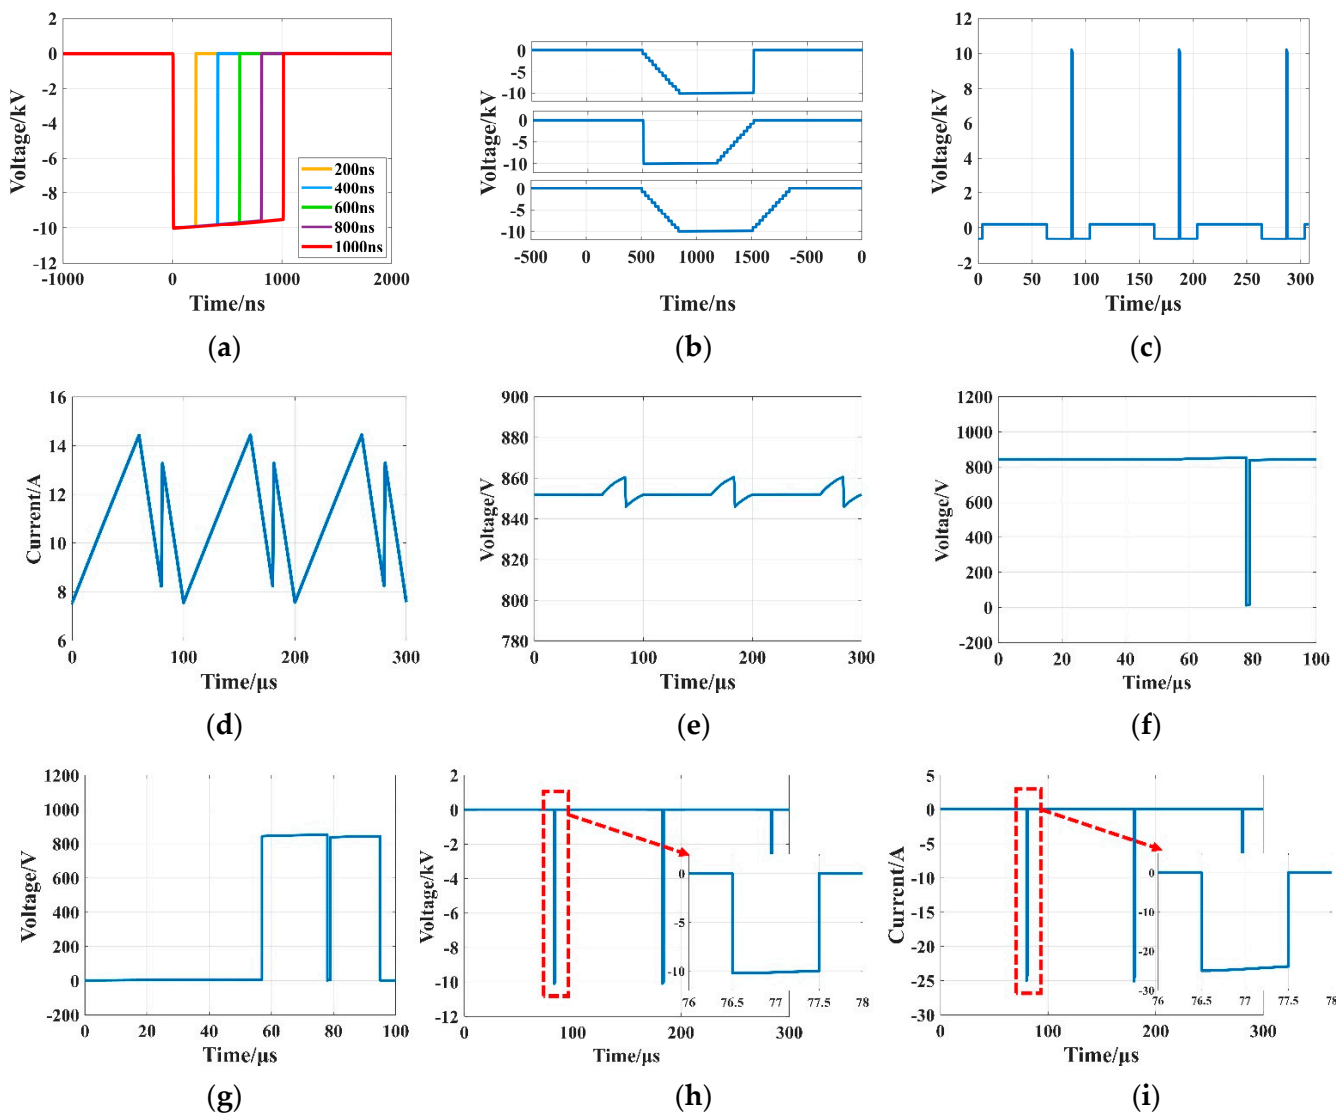 2
0
-2
-4
-6
-8
-10
-12
Voltage/kV
200ns
400ns
600ns
800ns
1000ns
-1000 0 1000 2000
Time/ns
(a)
0
-5
-10
0
-5
-10
0
-5
-10
Voltage/kV
-500 0 500 1000 -500 0
Time/ns
(b)
12
10
8
6
4
2
0
-2
Voltage/kV
0 50 100 150 200 250 300
Time/μs
(c)
16
14
12
10
8
6
Current/A
0 100 200 300
Time/μs
(d)
900
880
860
840
820
800
780
Voltage/V
0 100 200 300
Time/μs
(e)
1200
1000
800
600
400
200
0
-200
Voltage/V
0 20 40 60 80 100
Time/μs
(f)
1200
1000
800
600
400
200
0
-200
Voltage/V
0 20 40 60 80 100
Time/μs
(g)
2
0
-2
-4
-6
-8
-10
-12
Voltage/kV
0
-5
-10
76 76.5 77 77.5 78
0 100 200 300
Time/μs
(h)
5
0
-5
-10
-15
-20
-25
-30
Current/A
0
-10
-20
-30
76 76.5 77 77.5 78
0 100 200 300
Time/μs
(i)